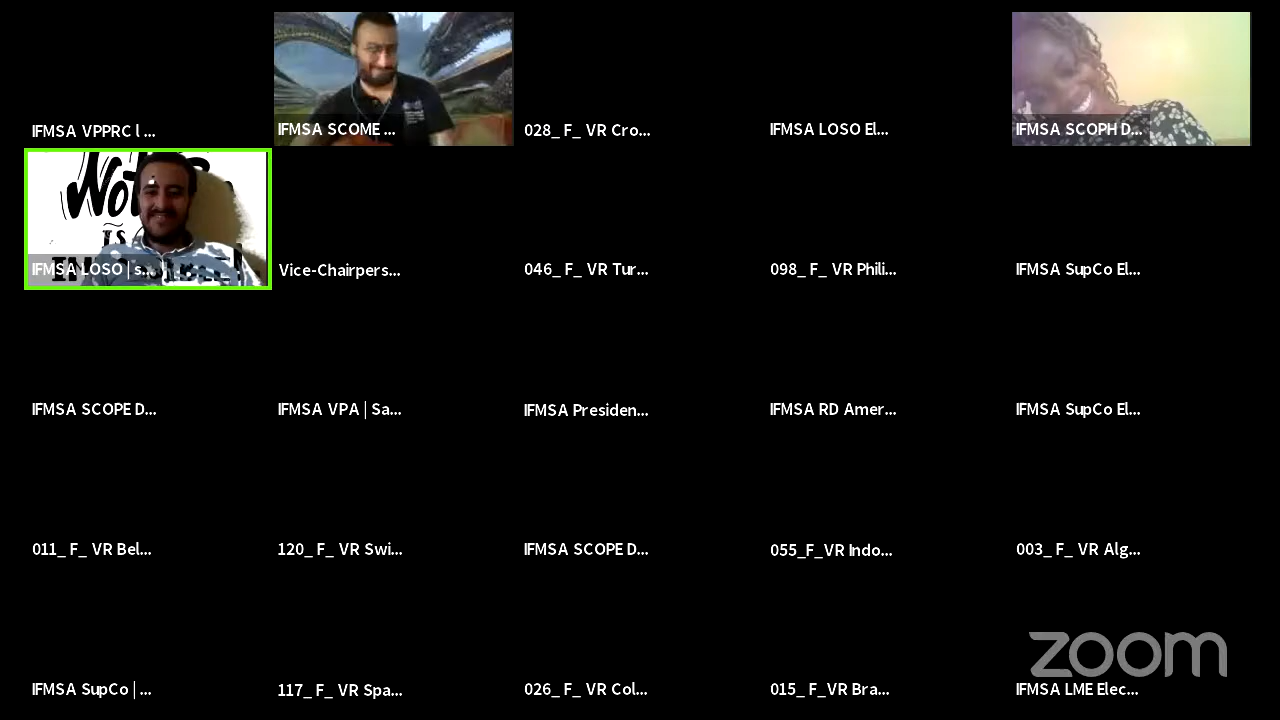 IFMSA VPPRC l ...
IFMSA SCOME ...
028_ F_ VR Cro...
IFMSA LOSO El...
IFMSA SCOPH D...
Not
IS
IFMSA LOSO | s...
Vice-Chairpers...
046_ F_ VR Tur...
098_ F_ VR Phili...
IFMSA SupCo El...
IFMSA SCOPE D...
IFMSA VPA | Sa...
IFMSA Presiden...
IFMSA RD Amer...
IFMSA SupCo El...
011_ F_ VR Bel...
120_ F_ VR Swi...
IFMSA SCOPE D...
055_F_VR Indo...
003_ F_ VR Alg...
IFMSA SupCo | ...
117_ F_ VR Spa...
026_ F_ VR Col...
015_ F_VR Bra...
zoom
IFMSA LME Elec...